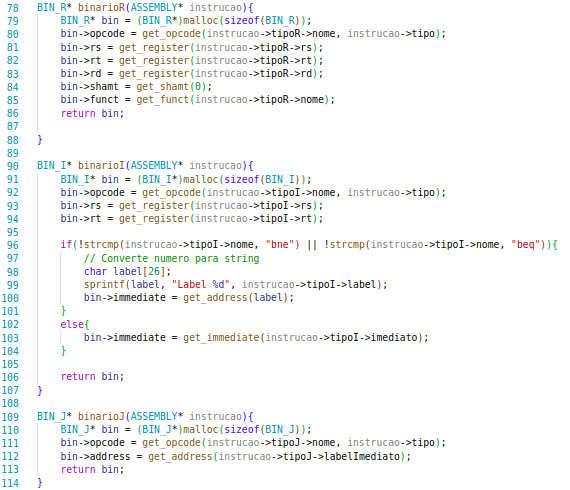 78 BIN_R* binarioR(ASSEMBLY* instrucao){
79 BIN_R* bin = (BIN_R*)malloc(sizeof(BIN_R));
80 bin->opcode = get_opcode(instrucao->tipoR->nome, instrucao->tipo);
81 bin->rs = get_register(instrucao->tipoR->rs);
82 bin->rt = get_register(instrucao->tipoR->rt);
83 bin->rd = get_register(instrucao->tipoR->rd);
84 bin->shamt = get_shamt(0);
85 bin->funct = get_funct(instrucao->tipoR->nome);
86 return bin;
87
88 }
89
90 BIN_I* binarioI(ASSEMBLY* instrucao){
91 BIN_I* bin = (BIN_I*)malloc(sizeof(BIN_I));
92 bin->opcode = get_opcode(instrucao->tipoI->nome, instrucao->tipo);
93 bin->rs = get_register(instrucao->tipoI->rs);
94 bin->rt = get_register(instrucao->tipoI->rt);
95
96 if(!strcmp(instrucao->tipoI->nome, "bne") || !strcmp(instrucao->tipoI->nome, "beq")){
97 // Converte numero para string
98 char label[26];
99 sprintf(label, "Label %d", instrucao->tipoI->label);
100 bin->immediate = get_address(label);
101 }
102 else{
103 bin->immediate = get_immediate(instrucao->tipoI->imediato);
104 }
105
106 return bin;
107 }
108
109 BIN_J* binarioJ(ASSEMBLY* instrucao){
110 BIN_J* bin = (BIN_J*)malloc(sizeof(BIN_J));
111 bin->opcode = get_opcode(instrucao->tipoJ->nome, instrucao->tipo);
112 bin->address = get_address(instrucao->tipoJ->labelImediato);
113 return bin;
114 }